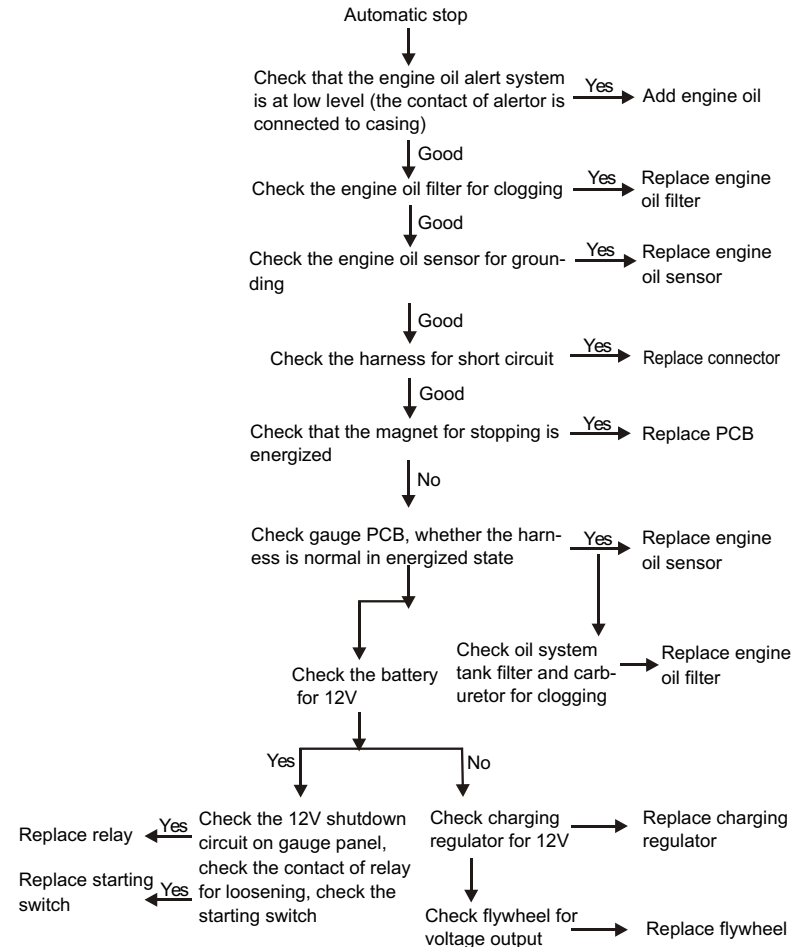 Automatic stop
Check that the engine oil alert system
is at low level (the contact of alertor is
connected to casing)
Yes
Add engine oil
Good
Check the engine oil filter for clogging
Yes
Replace engine
oil filter
Good
Check the engine oil sensor for groun-
ding
Yes
Replace engine
oil sensor
Good
Check the harness for short circuit
Yes
Replace connector
Good
Check that the magnet for stopping is
energized
Yes
Replace PCB
No
Check gauge PCB, whether the harn-
ess is normal in energized state
Yes
Replace engine
oil sensor
Check oil system
tank filter and carb-
uretor for clogging
Replace engine
oil filter
Check the battery
for 12V
Yes
No
Check the 12V shutdown
circuit on gauge panel,
check the contact of relay
for loosening, check the
starting switch
Yes
Replace relay
Yes
Replace starting
switch
Check charging
regulator for 12V
Replace charging
regulator
Check flywheel for
voltage output
Replace flywheel